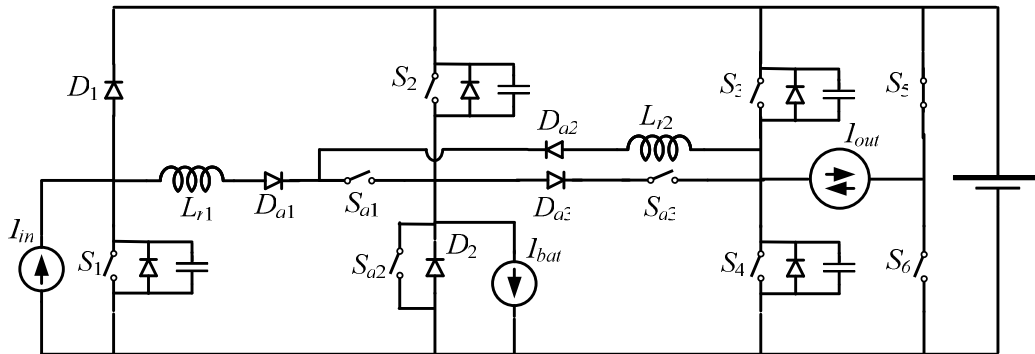 D1
S2
S3
S5
Da2
Lr2
Iout
Lr1
Da1
Sa1
Da3
Sa3
Iin
S1
Sa2
D2
Ibat
S4
S6